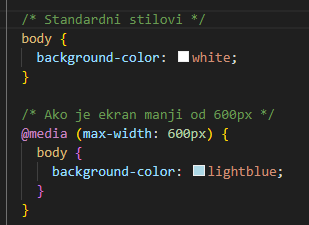 /* Standardni stilovi */
body {
  background-color: white;
}

/* Ako je ekran manji od 600px */
@media (max-width: 600px) {
  body {
    background-color: lightblue;
  }
}